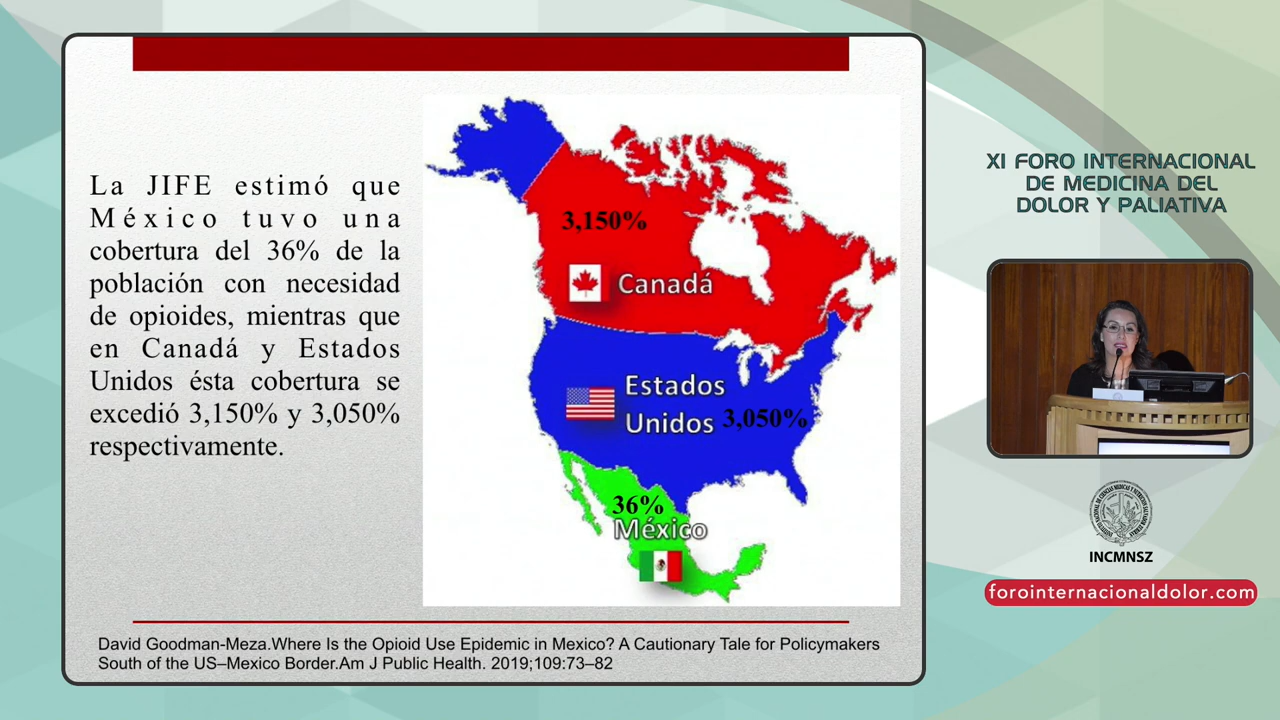 La JIFE estimó que
México tuvo una
cobertura del 36% de la
población con necesidad
de opioides, mientras que
en Canadá y Estados
Unidos ésta cobertura se
excedió 3,150% y 3,050%
respectivamente.
3,150%
Canadá
Estados
Unidos 3,050%
36%
México
David Goodman-Meza.Where Is the Opioid Use Epidemic in Mexico? A Cautionary Tale for Policymakers
South of the US–Mexico Border.Am J Public Health. 2019;109:73–82
XI FORO INTERNACIONAL
DE MEDICINA DEL
DOLOR Y PALIATIVA
INCMNSZ
forointernacionaldolor.com